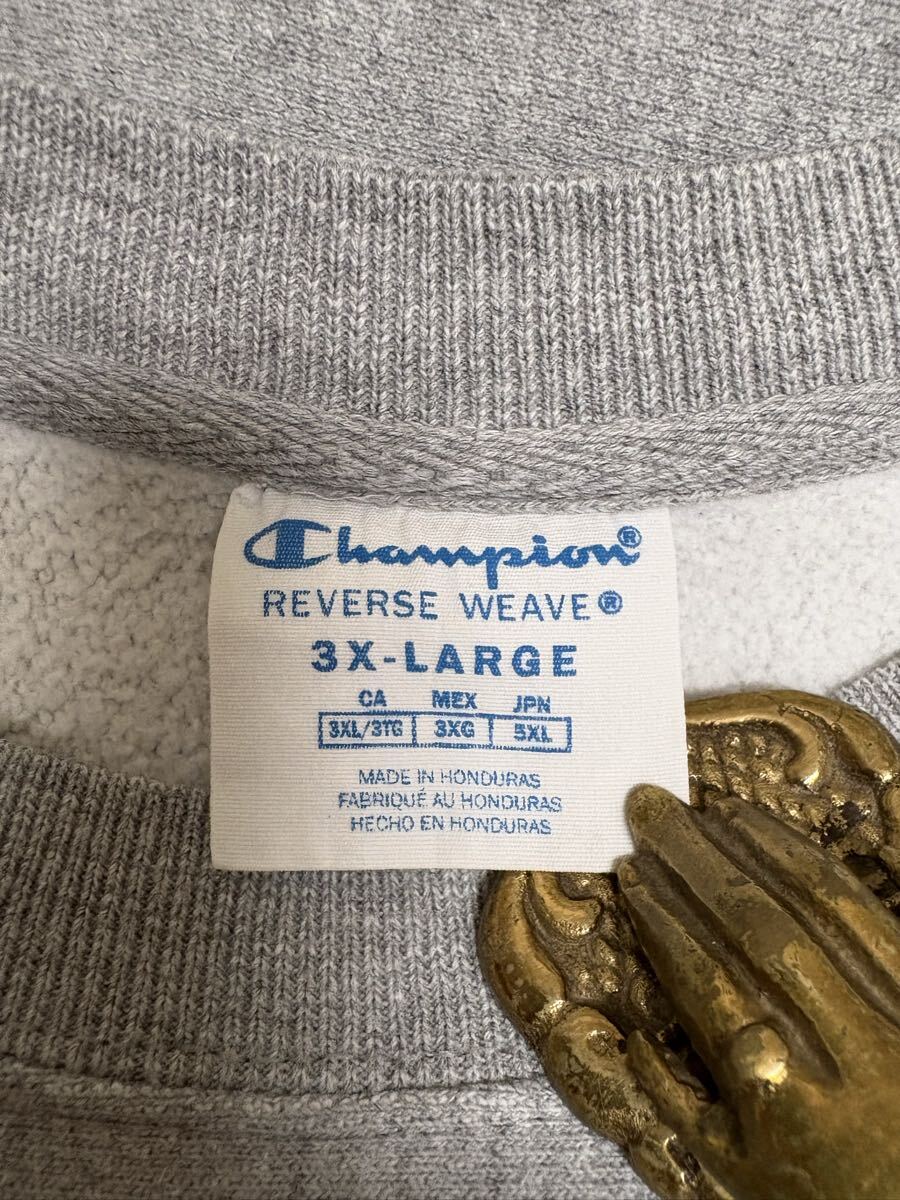 Champion®
REVERSE WEAVE®
3X-LARGE
CA MEX JPN
3XL/3TG 3XG 5XL
MADE IN HONDURAS
FABRIQUÉ AU HONDURAS
HECHO EN HONDURAS